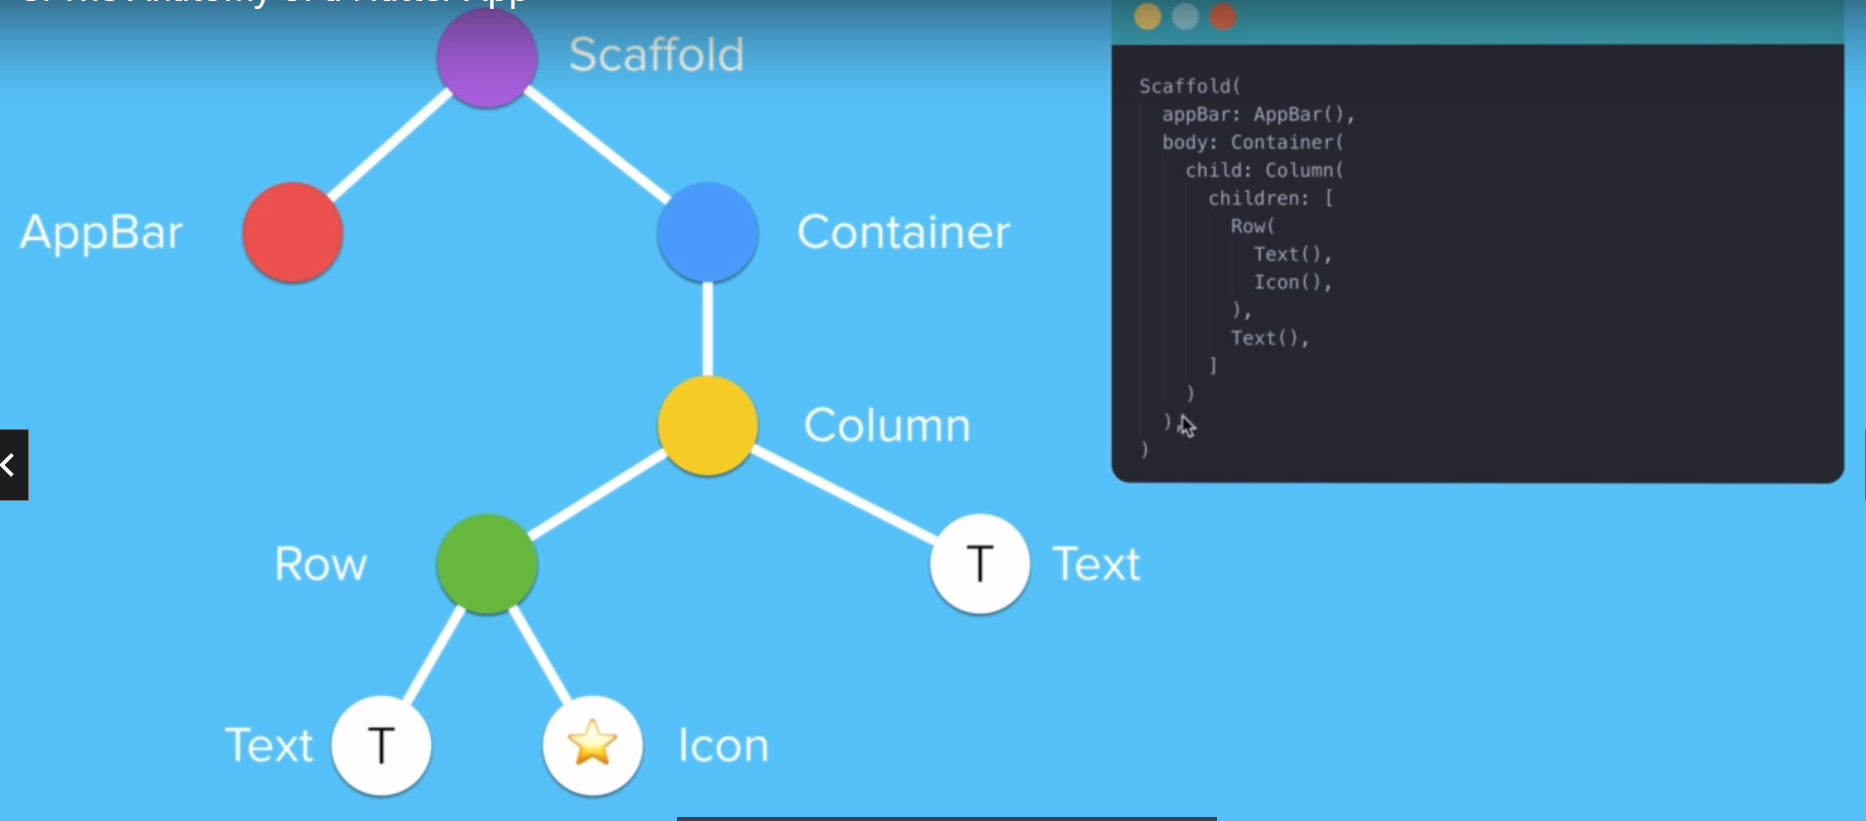 Scaffold
AppBar
Container
Column
Row
T
Text
Text
T
Icon
Scaffold(
appBar: AppBar(),
body: Container(
child: Column(
children: [
Row(
Text(),
Icon(),
),
Text(),
]
)
),
)